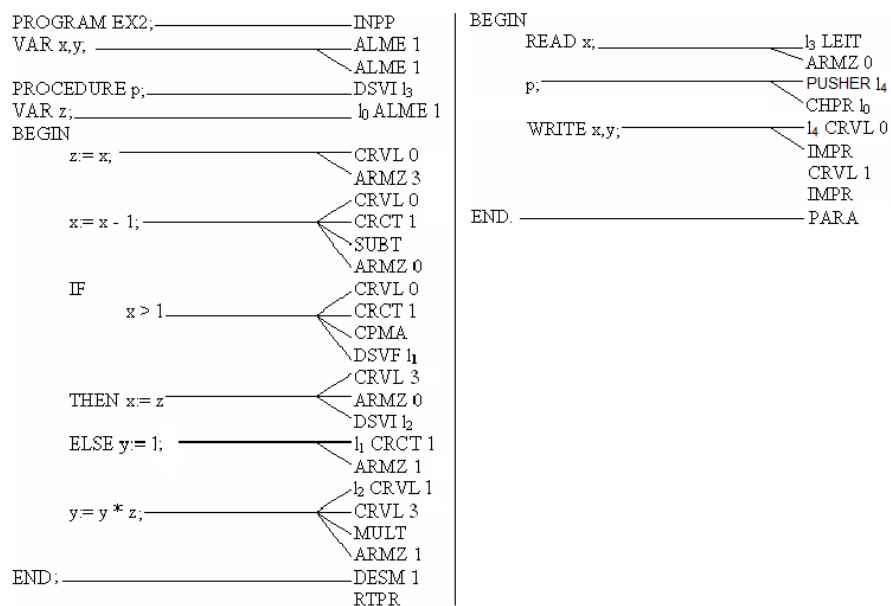 PROGRAM EX2; INPP
VAR x,y; ALME 1
ALME 1
PROCEDURE p; DSVI l3
VAR z; l0 ALME 1
BEGIN
z:= x; CRVL 0
ARMZ 3
CRVL 0
x:= x - 1; CRCT 1
SUBT
ARMZ 0
IF CRVL 0
x > 1 CRCT 1
CPMA
DSVF l1
CRVL 3
THEN x:= z ARMZ 0
DSVI l2
ELSE y:= 1; l1 CRCT 1
ARMZ 1
l2 CRVL 1
y:= y * z; CRVL 3
MULT
ARMZ 1
END; DESM 1
RTPR
BEGIN
READ x; l3 LEIT
ARMZ 0
p; PUSHER l4
CHPR l0
WRITE x,y; l4 CRVL 0
IMPR
CRVL 1
IMPR
END. PARA